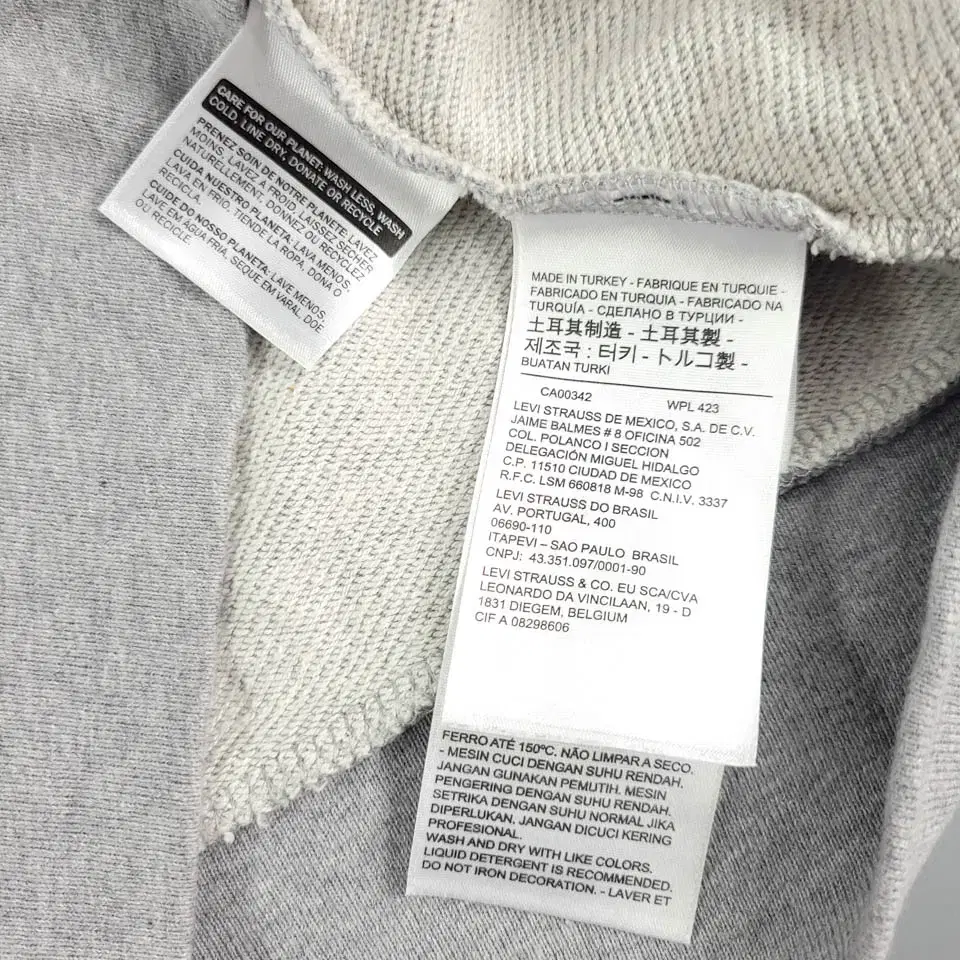 CARE FOR OUR PLANET: WASH LESS, WASH
COLD, LINE DRY, DONATE OR RECYCLE
PRENEZ SOIN DE NOTRE PLANETE: LAVEZ
MOINS, LAVEZ A FROID, LAISSEZ SECHER
NATURELLEMENT, DONNEZ OU RECYCLEZ
CUIDA NUESTRO PLANETA: LAVA MENOS,
LAVA EN FRIO, TIENDE LA ROPA, DONA O
RECICLA.
CUIDE DO NOSSO PLANETA: LAVE MENOS,
LAVE EM ÁGUA FRIA, SEQUE EM VARAL, DOE
OU RECICLE.
MADE IN TURKEY - FABRIQUE EN TURQUIE -
FABRICADO EN TURQUIA - FABRICADO NA
TURQUÍA - СДЕЛАНО В ТУРЦИИ -
土耳其制造 - 土耳其製 -
제조국 : 터키 - トルコ製 -
BUATAN TURKI
CA00342 WPL 423
LEVI STRAUSS DE MEXICO, S.A. DE C.V.
JAIME BALMES # 8 OFICINA 502
COL. POLANCO I SECCION
DELEGACIÓN MIGUEL HIDALGO
C.P. 11510 CIUDAD DE MEXICO
R.F.C. LSM 660818 M-98 C.N.I.V. 3337
LEVI STRAUSS DO BRASIL
AV. PORTUGAL, 400
06690-110
ITAPEVI – SAO PAULO BRASIL
CNPJ: 43.351.097/0001-90
LEVI STRAUSS & CO. EU SCA/CVA
LEONARDO DA VINCILAAN, 19 - D
1831 DIEGEM, BELGIUM
CIF A 08298606
FERRO ATÉ 150ºC. NÃO LIMPAR A SECO.
- MESIN CUCI DENGAN SUHU RENDAH.
JANGAN GUNAKAN PEMUTIH. MESIN
PENGERING DENGAN SUHU RENDAH.
SETRIKA DENGAN SUHU NORMAL JIKA
DIPERLUKAN. JANGAN DICUCI KERING
PROFESIONAL.
WASH AND DRY WITH LIKE COLORS.
LIQUID DETERGENT IS RECOMMENDED.
DO NOT IRON DECORATION. - LAVER ET